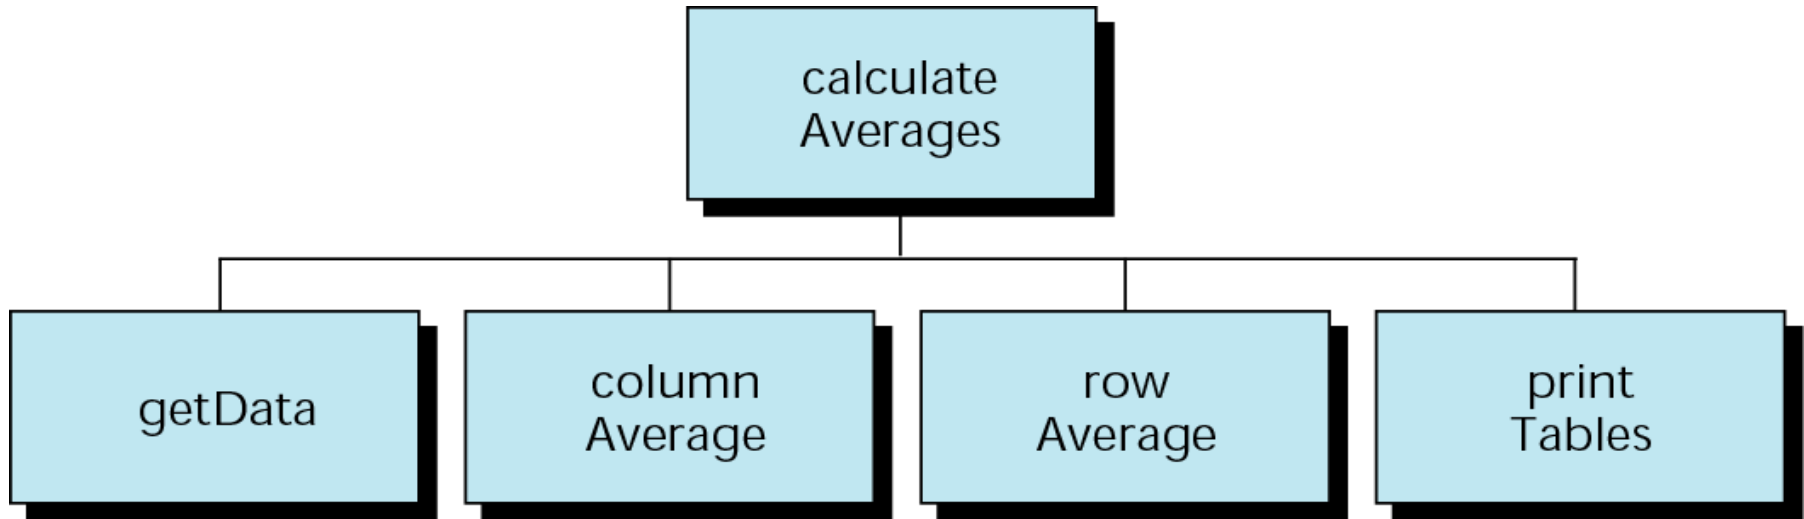 calculate
Averages
getData
column
Average
row
Average
print
Tables